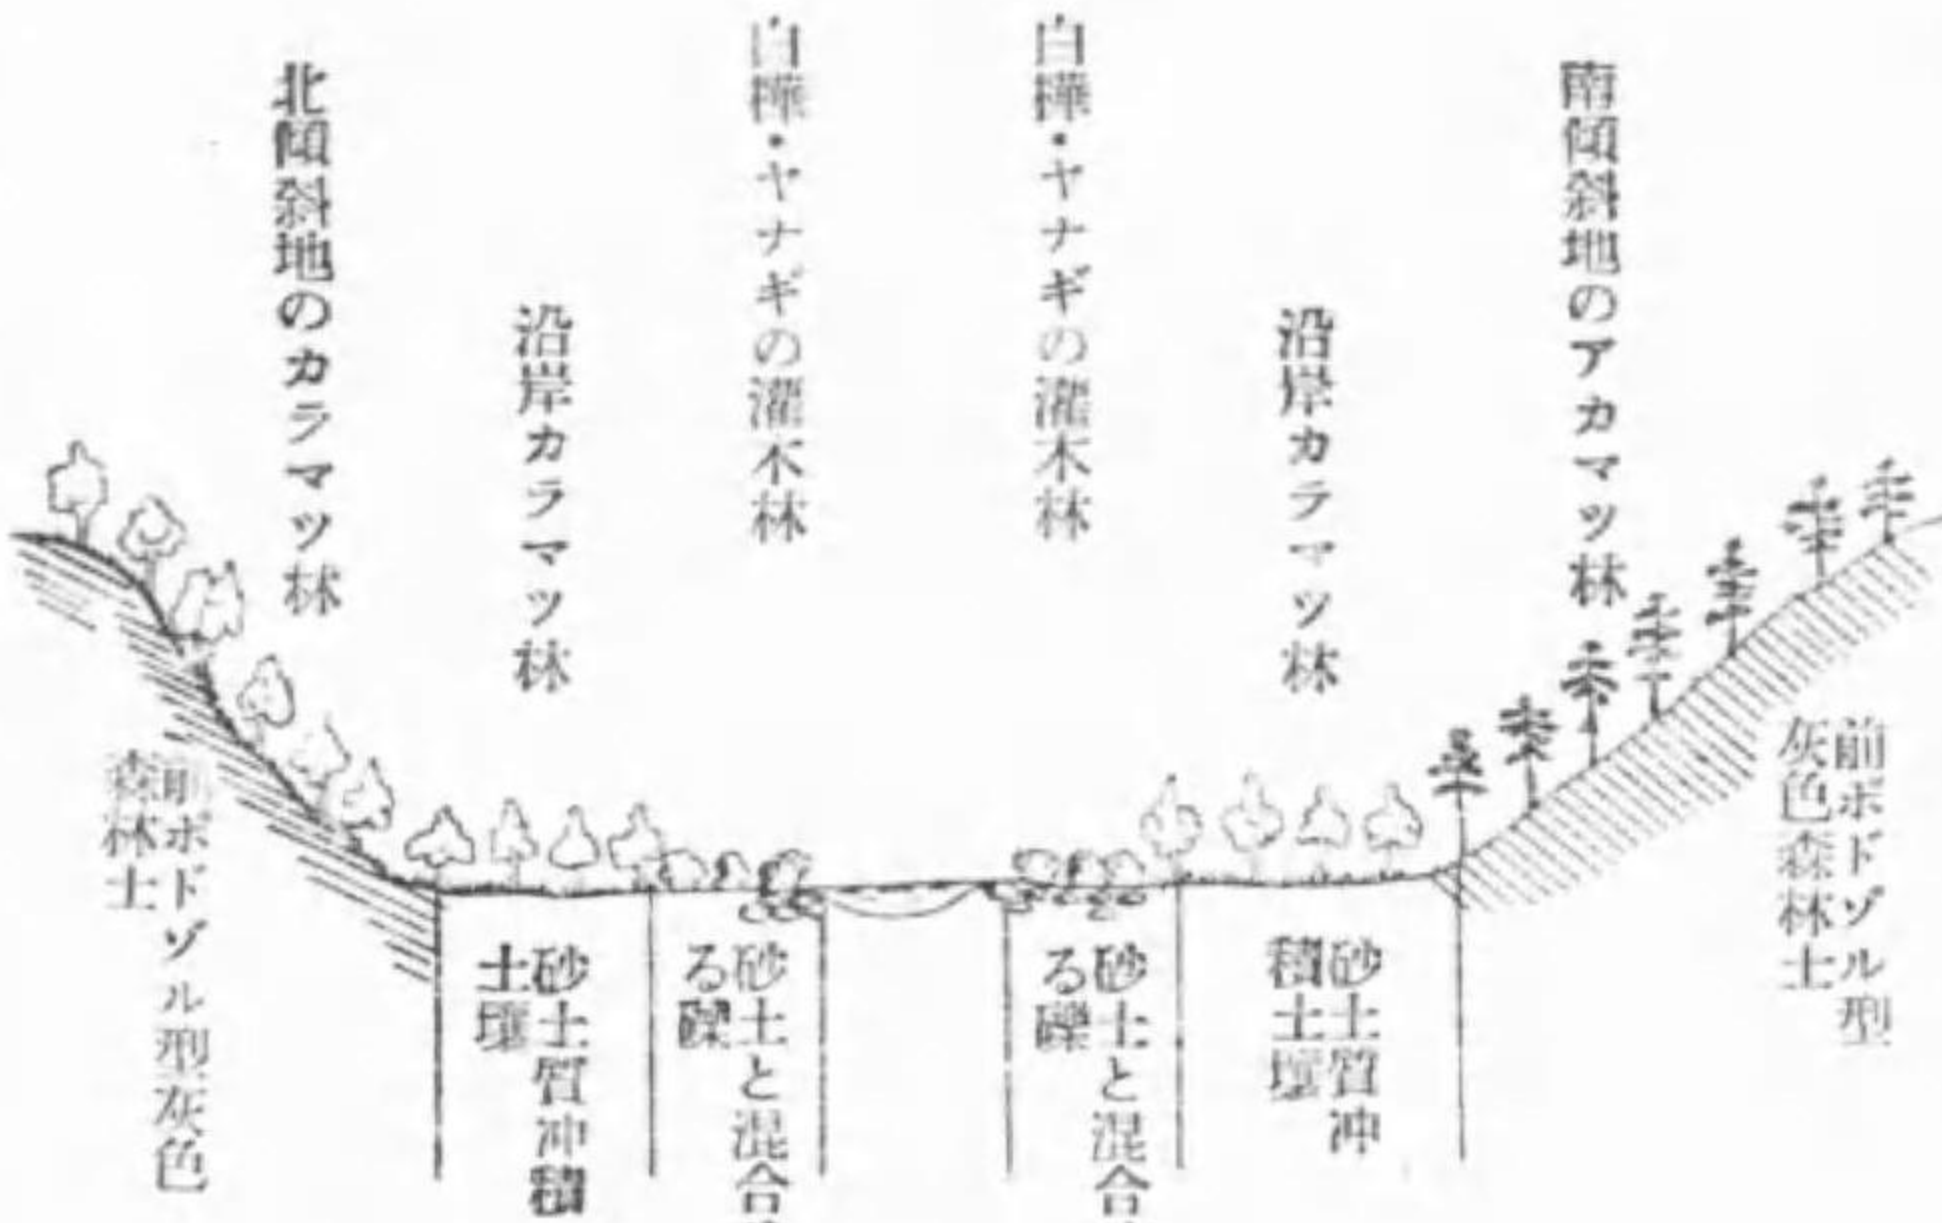 南傾斜地のアカマツ林
沿岸カラマツ林
白樺・ヤナギの灌木林
白樺・ヤナギの灌木林
沿岸カラマツ林
北傾斜地のカラマツ林
前ポドゾル型
灰色森林土
砂土質冲
積土壌
砂土と混合
る礫
砂土と混合
る礫
砂土質冲積
土壌
前ポドゾル型灰色
森林土